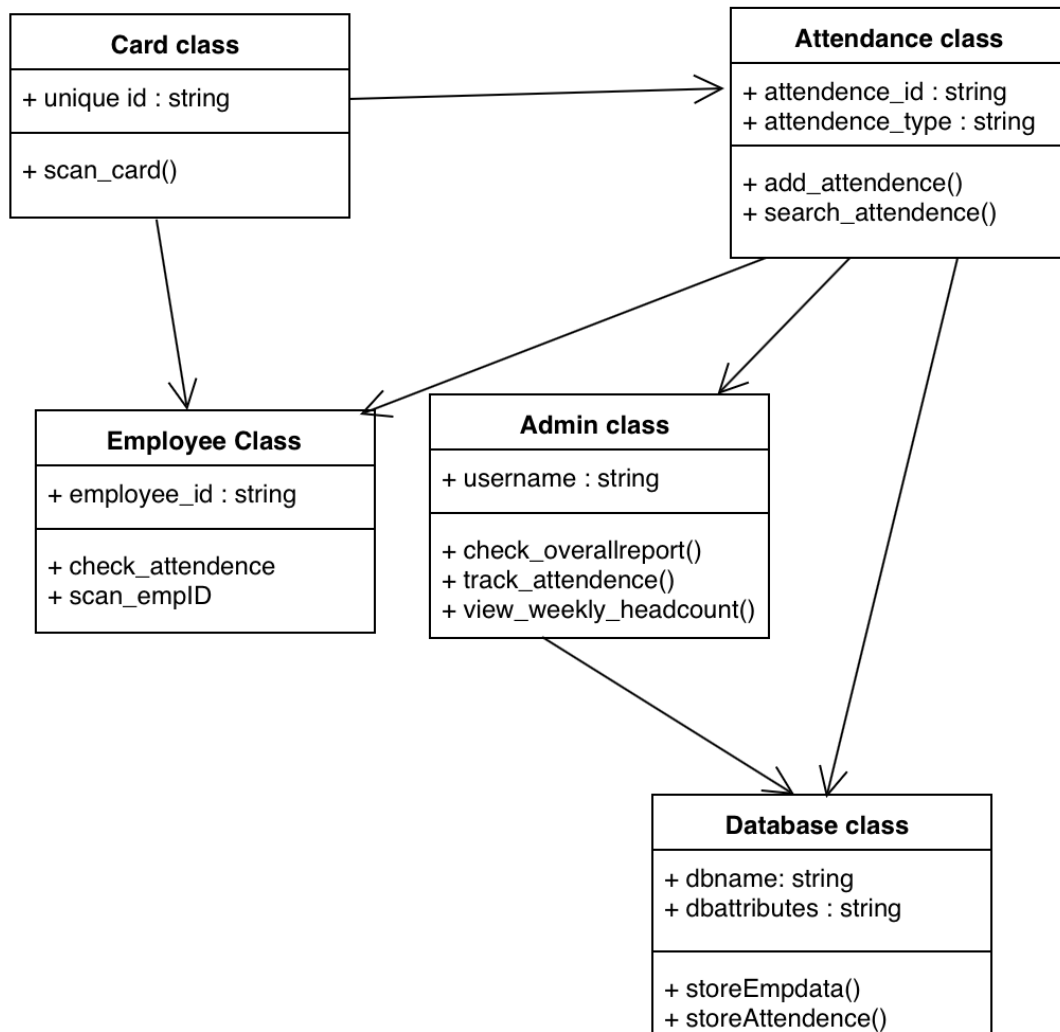 Card class
+ unique id : string
+ scan_card()
Attendance class
+ attendence_id : string
+ attendence_type : string
+ add_attendence()
+ search_attendence()
Employee Class
+ employee_id : string
+ check_attendence
+ scan_empID
Admin class
+ username : string
+ check_overallreport()
+ track_attendence()
+ view_weekly_headcount()
Database class
+ dbname: string
+ dbattributes : string
+ storeEmpdata()
+ storeAttendence()